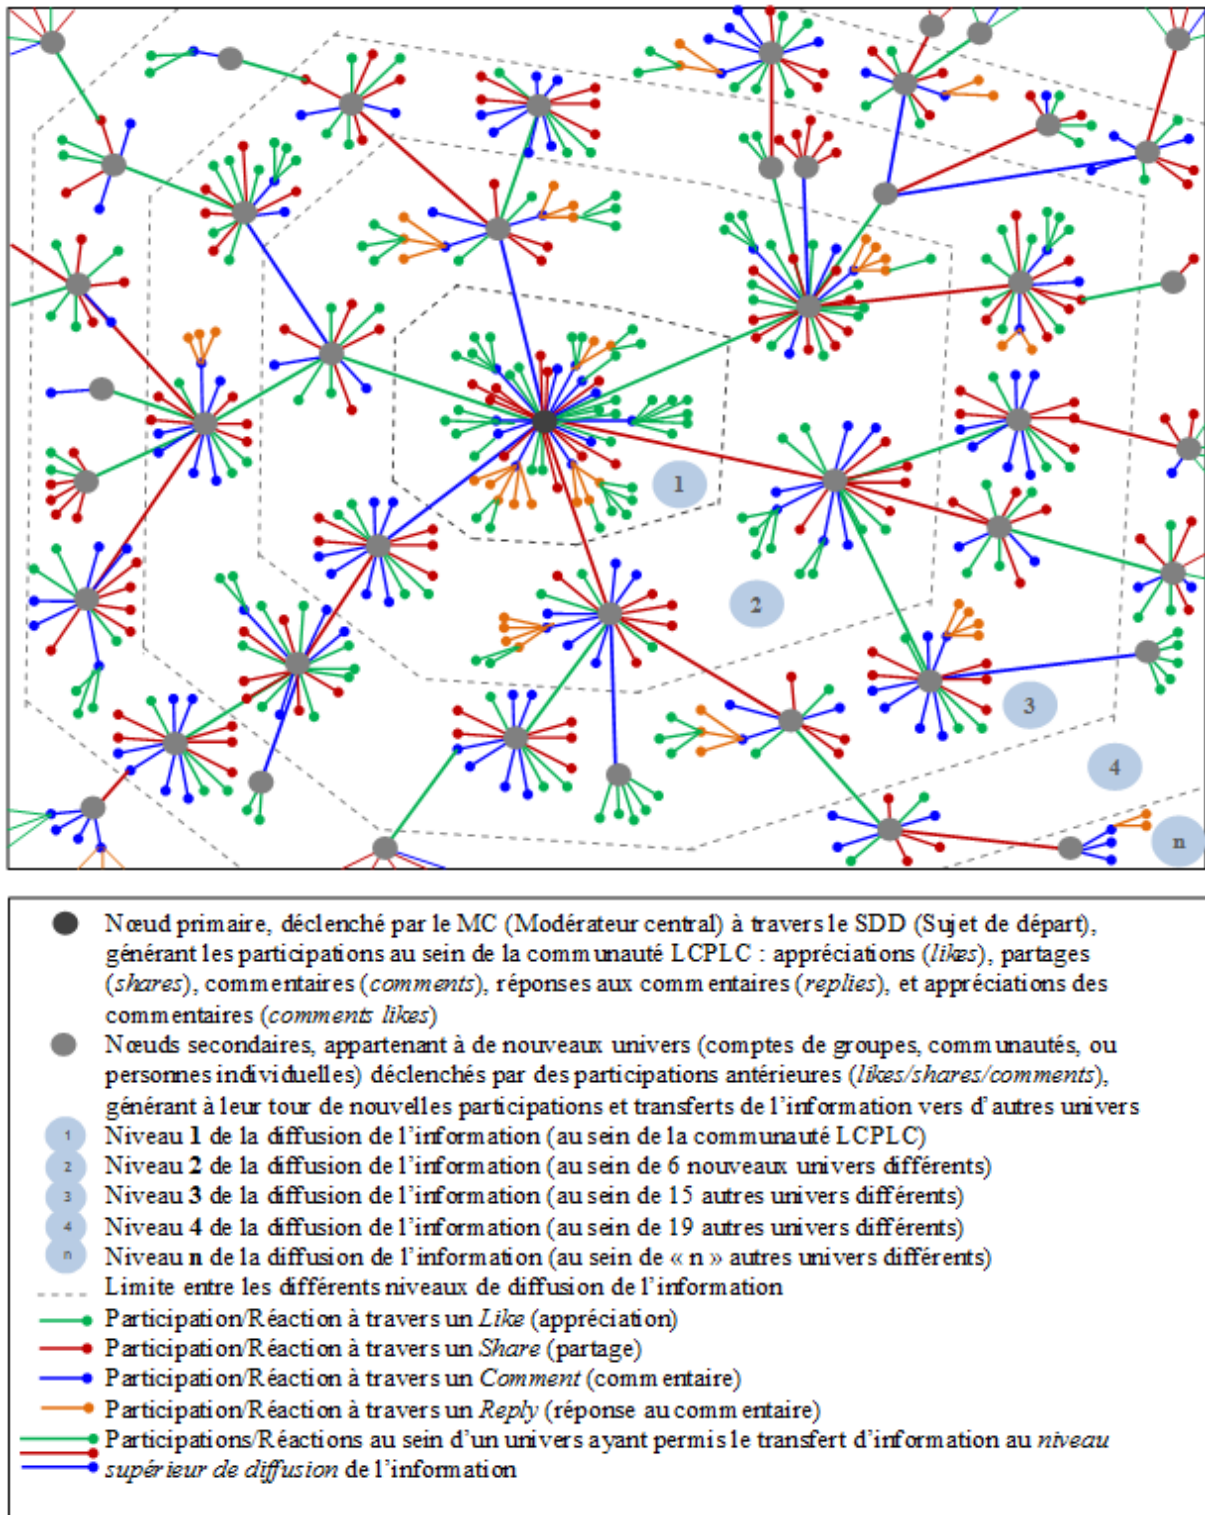 1
2
3
4
n
Nœud primaire, déclenché par le MC (Modérateur central) à travers le SDD (Sujet de départ),
générant les participations au sein de la communauté LCPLC : appréciations (likes), partages
(shares), commentaires (comments), réponses aux commentaires (replies), et appréciations des
commentaires (comments likes)
Nœuds secondaires, appartenant à de nouveaux univers (comptes de groupes, communautés, ou
personnes individuelles) déclenchés par des participations antérieures (likes/shares/comments),
générant à leur tour de nouvelles participations et transferts de l’information vers d’autres univers
1 Niveau 1 de la diffusion de l’information (au sein de la communauté LCPLC)
2 Niveau 2 de la diffusion de l’information (au sein de 6 nouveaux univers différents)
3 Niveau 3 de la diffusion de l’information (au sein de 15 autres univers différents)
4 Niveau 4 de la diffusion de l’information (au sein de 19 autres univers différents)
n Niveau n de la diffusion de l’information (au sein de « n » autres univers différents)
Limite entre les différents niveaux de diffusion de l’information
Participation/Réaction à travers un Like (appréciation)
Participation/Réaction à travers un Share (partage)
Participation/Réaction à travers un Comment (commentaire)
Participation/Réaction à travers un Reply (réponse au commentaire)
Participations/Réactions au sein d’un univers ayant permis le transfert d’information au niveau
supérieur de diffusion de l’information